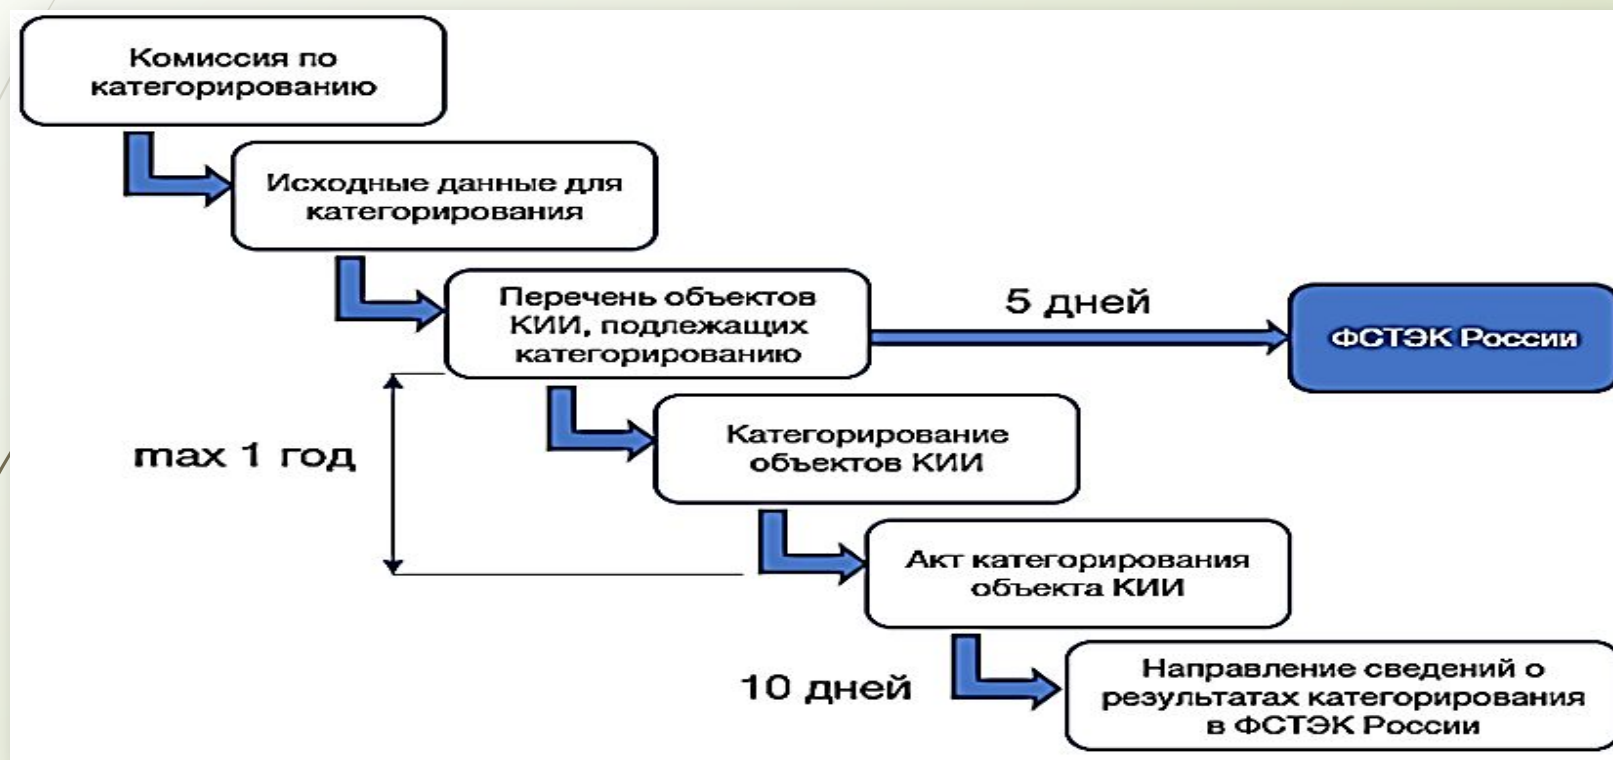 Комиссия по
категорированию
Исходные данные для
категорирования
Перечень объектов
КИИ, подлежащих
категорированию
5 дней
ФСТЭК России
max 1 год
Категорирование
объектов КИИ
Акт категорирования
объекта КИИ
10 дней
Направление сведений о
результатах категорирования
в ФСТЭК России